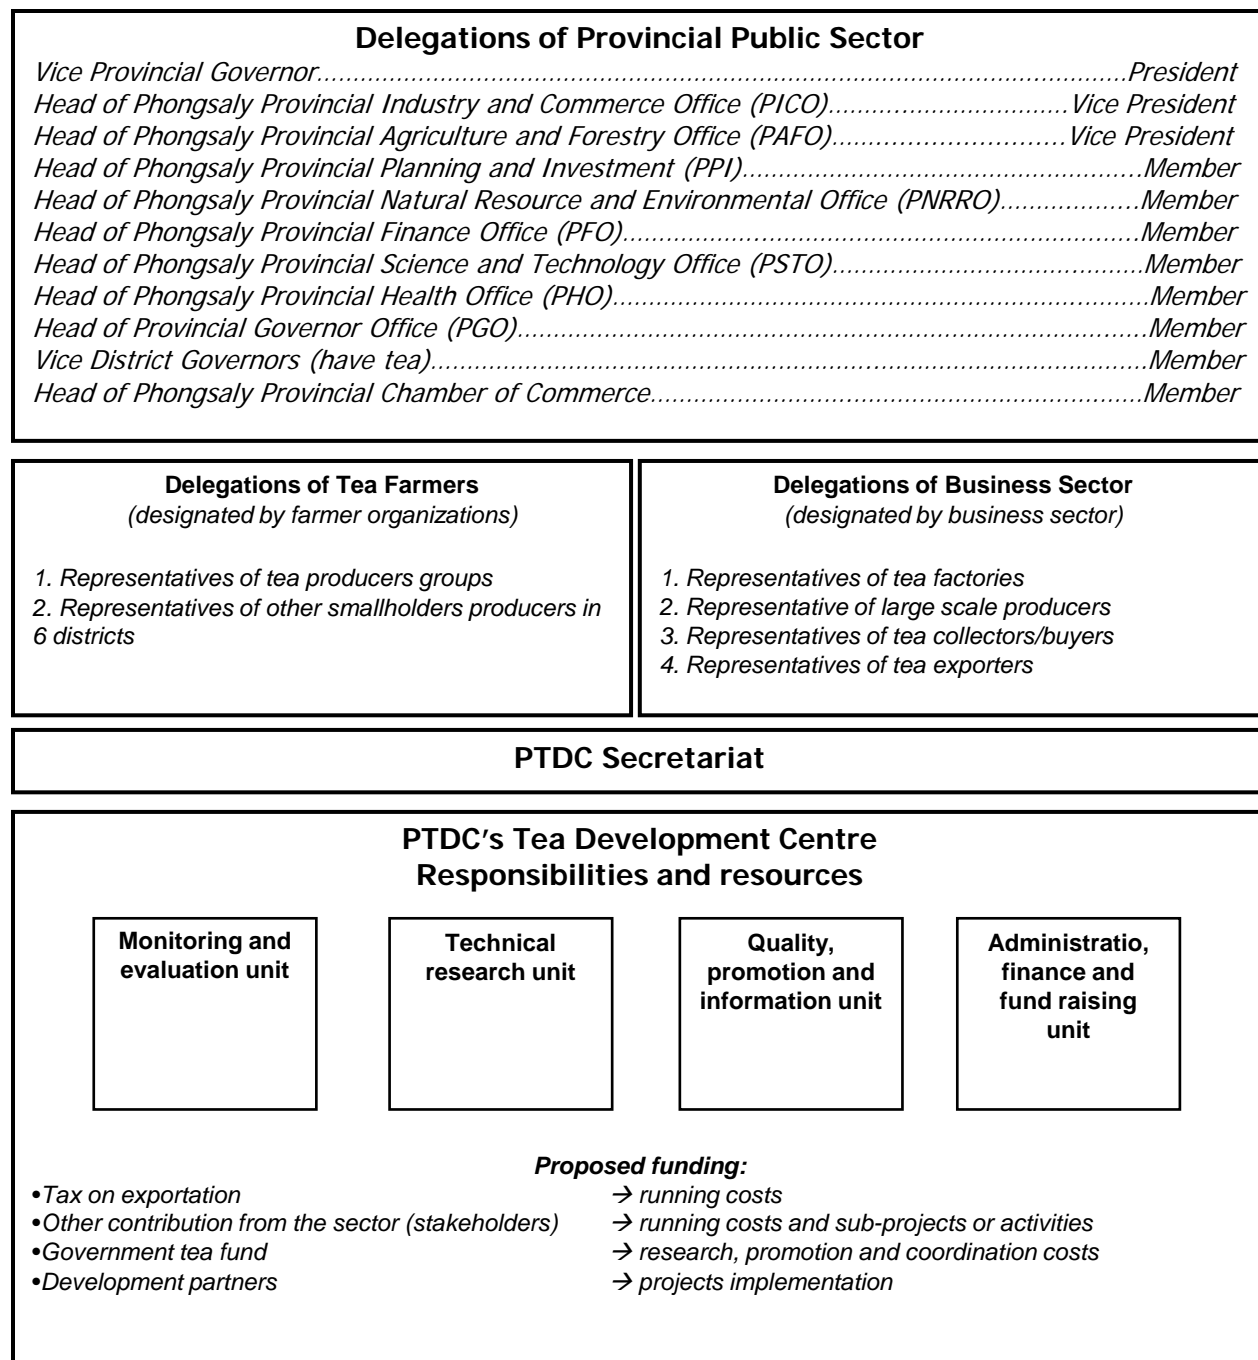 Delegations of Provincial Public Sector
Vice Provincial Governor....................................................................................................................President
Head of Phongsaly Provincial Industry and Commerce Office (PICO).................................Vice President
Head of Phongsaly Provincial Agriculture and Forestry Office (PAFO)................................Vice President
Head of Phongsaly Provincial Planning and Investment (PPI)........................................................Member
Head of Phongsaly Provincial Natural Resource and Environmental Office (PNRRO)...................Member
Head of Phongsaly Provincial Finance Office (PFO)........................................................................Member
Head of Phongsaly Provincial Science and Technology Office (PSTO)...........................................Member
Head of Phongsaly Provincial Health Office (PHO)..........................................................................Member
Head of Provincial Governor Office (PGO).......................................................................................Member
Vice District Governors (have tea)...................................................................................................Member
Head of Phongsaly Provincial Chamber of Commerce.....................................................................Member
Delegations of Tea Farmers
(designated by farmer organizations)
1. Representatives of tea producers groups
2. Representatives of other smallholders producers in
6 districts
Delegations of Business Sector
(designated by business sector)
1. Representatives of tea factories
2. Representative of large scale producers
3. Representatives of tea collectors/buyers
4. Representatives of tea exporters
PTDC Secretariat
PTDC’s Tea Development Centre
Responsibilities and resources
Monitoring and
evaluation unit
Technical
research unit
Quality,
promotion and
information unit
Administratio,
finance and
fund raising
unit
Proposed funding:
•Tax on exportation → running costs
•Other contribution from the sector (stakeholders) → running costs and sub-projects or activities
•Government tea fund → research, promotion and coordination costs
•Development partners → projects implementation